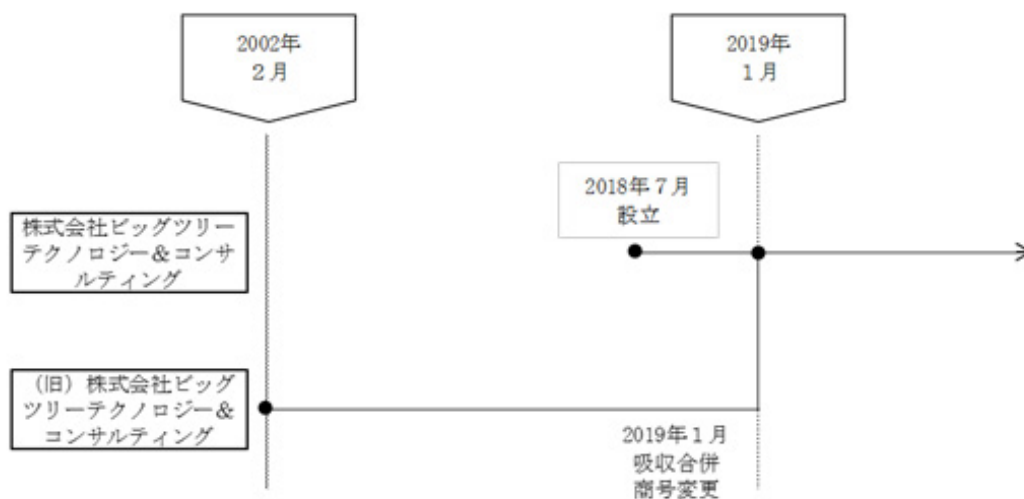 2002年
２月
2019年
１月
2018年７月
設立
株式会社ビッグツリー
テクノロジー＆コンサ
ルティング
（旧）株式会社ビッグ
ツリーテクノロジー＆
コンサルティング
2019年１月
吸収合併
商号変更